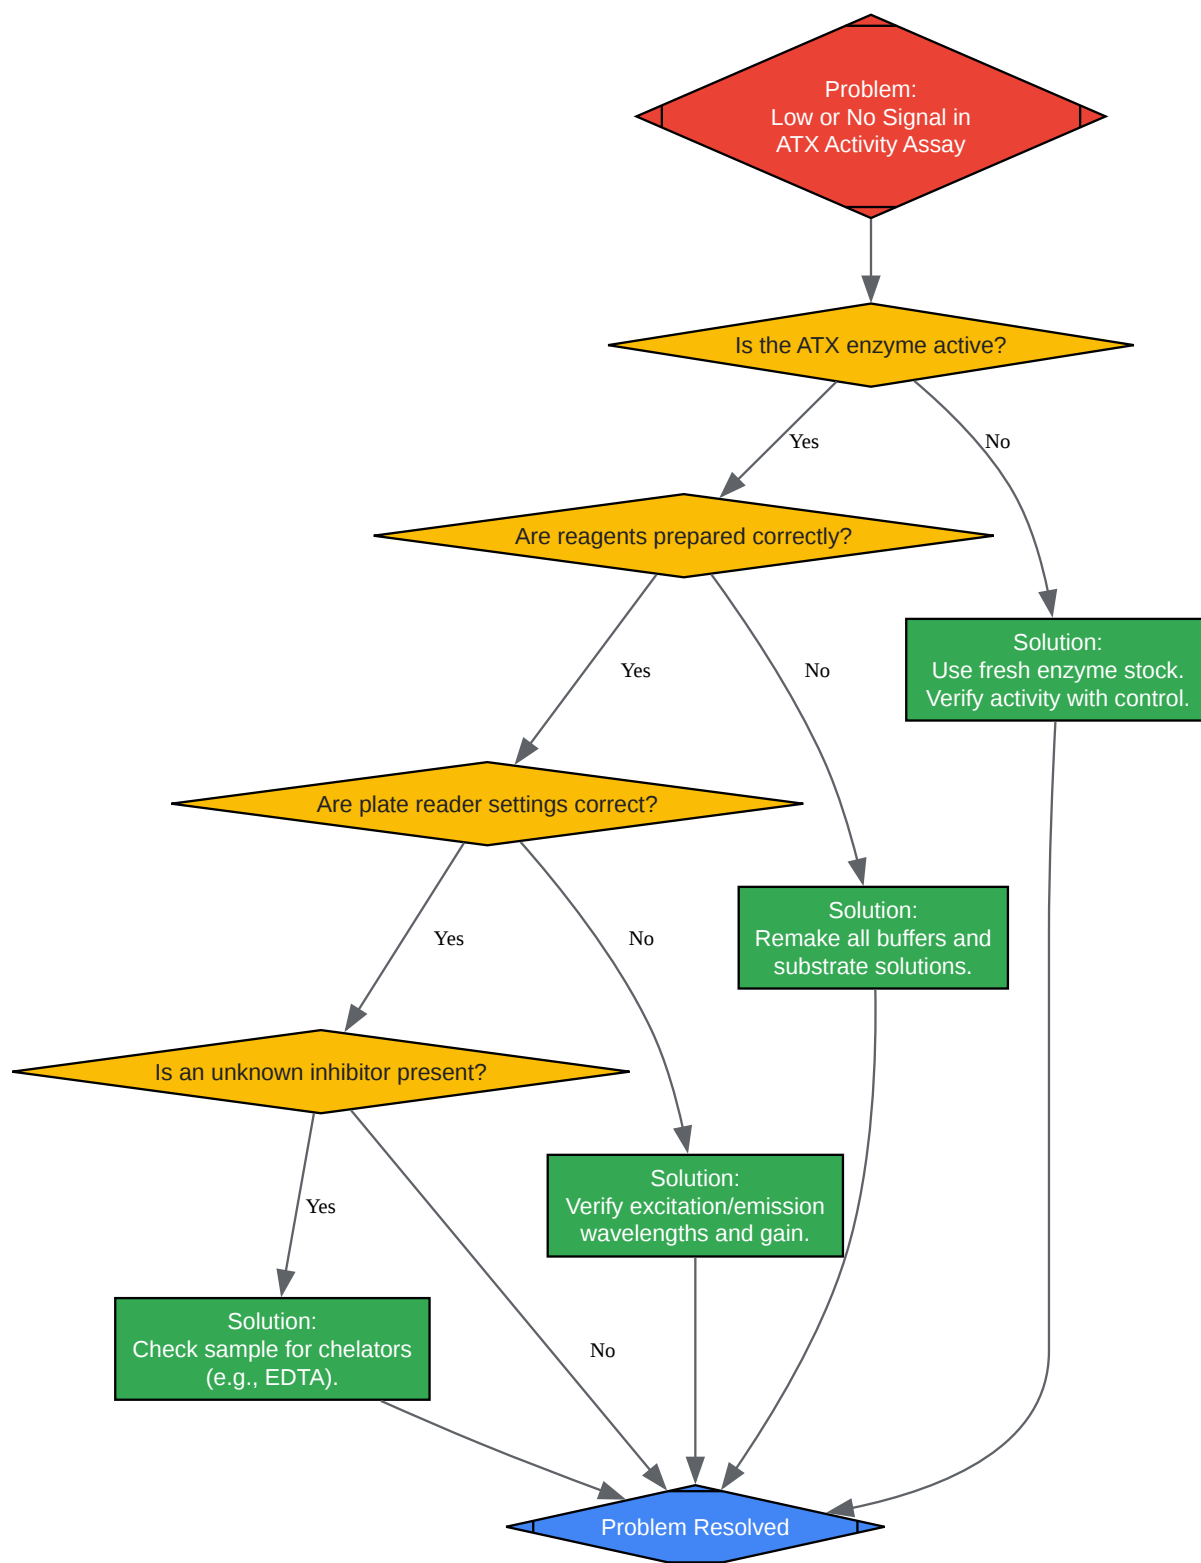 Problem:
Low or No Signal in
ATX Activity Assay
Is the ATX enzyme active?
Yes
No
Are reagents prepared correctly?
Yes
No
Solution:
Use fresh enzyme stock.
Verify activity with control.
Are plate reader settings correct?
Yes
No
Solution:
Remake all buffers and
substrate solutions.
Is an unknown inhibitor present?
Yes
No
Solution:
Verify excitation/emission
wavelengths and gain.
Solution:
Check sample for chelators
(e.g., EDTA).
Problem Resolved